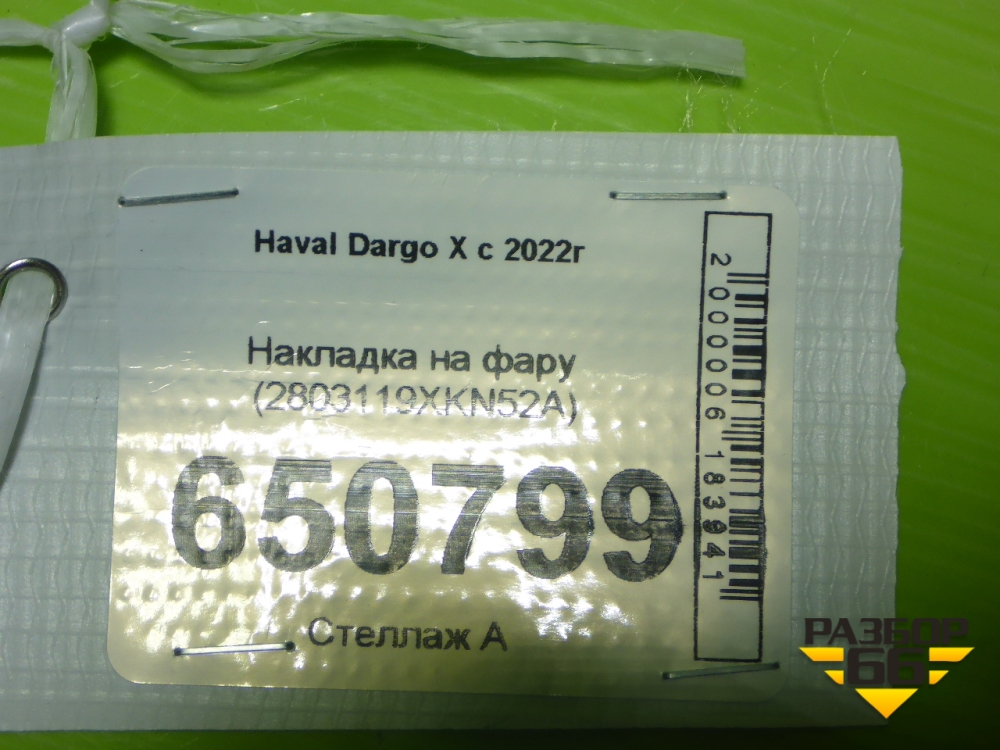 Haval Dargo X с 2022г
Накладка на фару
(2803119XKN52A)
650799
Стеллаж А
2000006183941
РАЗБОР
66